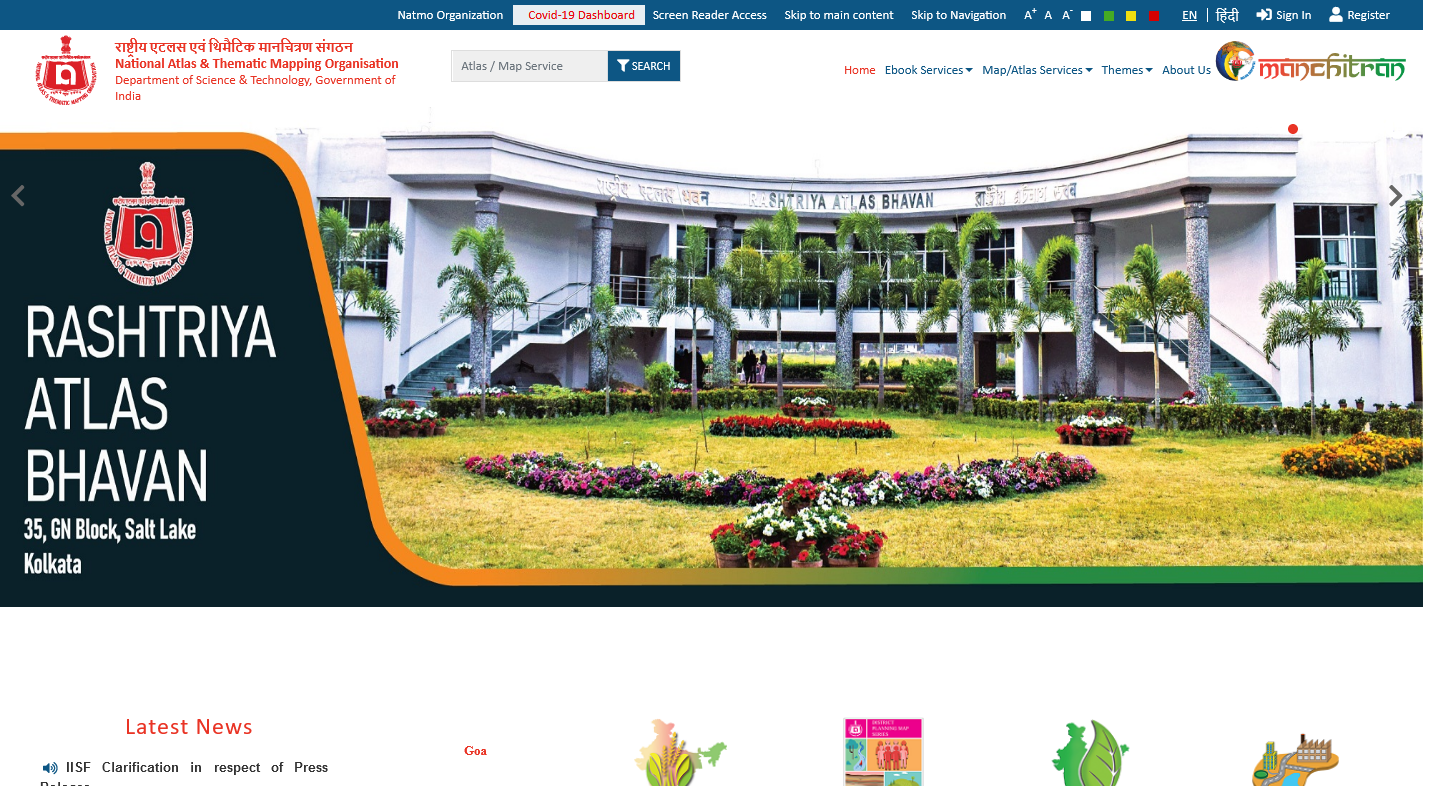 Natmo Organization
Covid-19 Dashboard
Screen Reader Access
Skip to main content
Skip to Navigation
A+ A A-
EN
हिंदी
Sign In
Register
राष्ट्रीय एटलस एवं थिमैटिक मानचित्रण संगठन
National Atlas & Thematic Mapping Organisation
Department of Science & Technology, Government of
India
Atlas / Map Service
SEARCH
Home
Ebook Services
Map/Atlas Services
Themes
About Us
manchitran
RASHTRIYA ATLAS BHAVAN
RASHTRIYA
ATLAS
BHAVAN
35, GN Block, Salt Lake
Kolkata
Latest News
IISF Clarification in respect of Press
Goa
DISTRICT
PLANNING MAP
SERIES